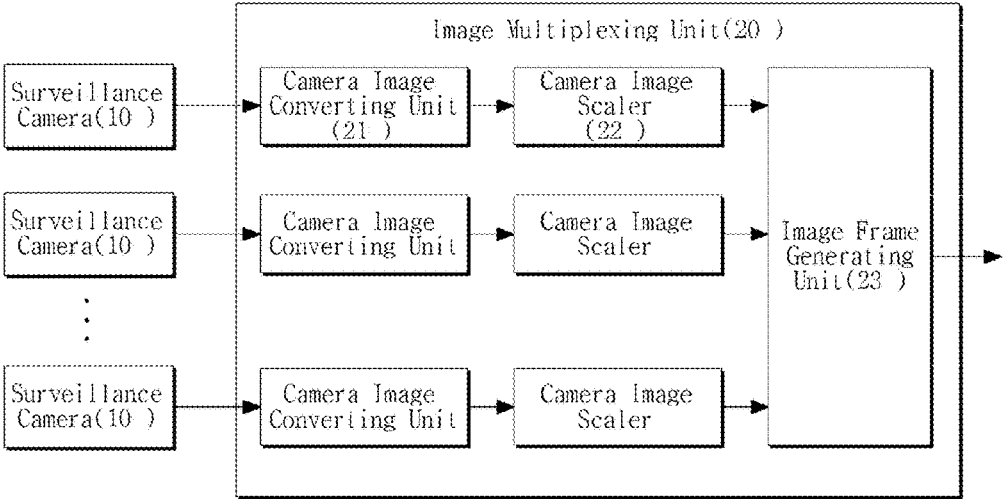 Image Multiplexing Unit(20 )
Surveillance
Camera(10 )
Camera Image
Converting Unit
(21 )
Camera Image
Scaler
(22 )
Surveillance
Camera(10 )
Camera Image
Converting Unit
Camera Image
Scaler
Image Frame
Generating
Unit(23 )
Surveillance
Camera(10 )
Camera Image
Converting Unit
Camera Image
Scaler